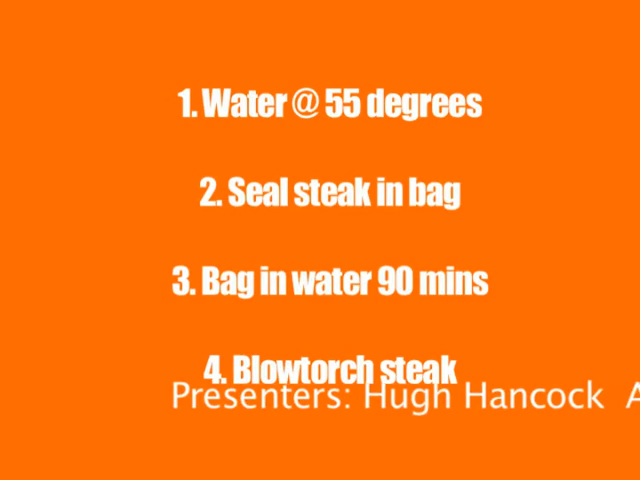 1. Water @ 55 degrees
2. Seal steak in bag
3. Bag in water 90 mins
4. Blowtorch steak
Presenters: Hugh Hancock A